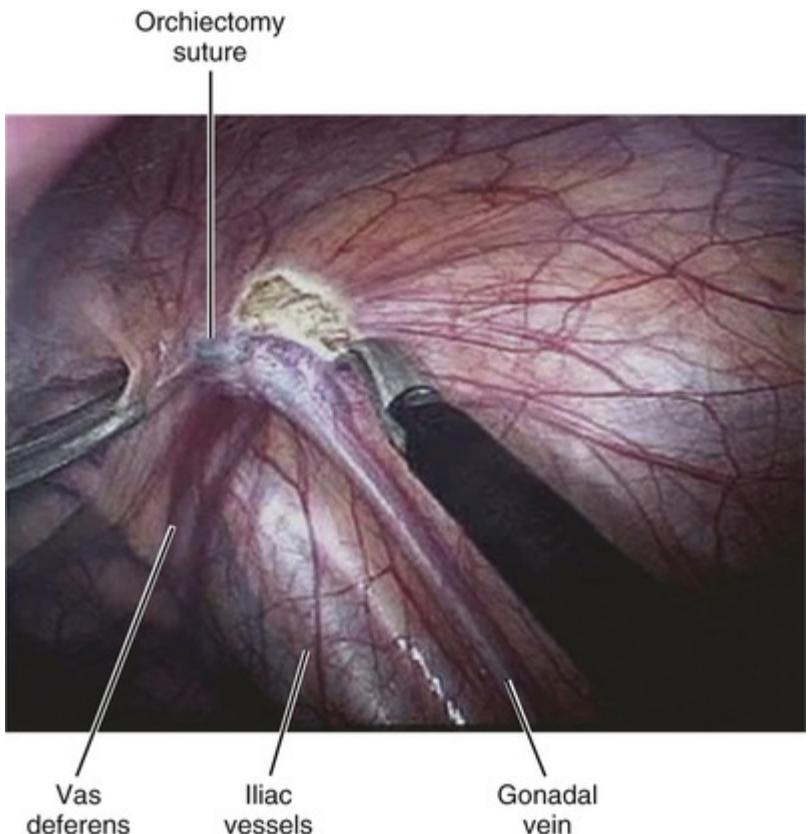 Orchiectomy
suture
Vas
deferens
Iliac
vessels
Gonadal
vein